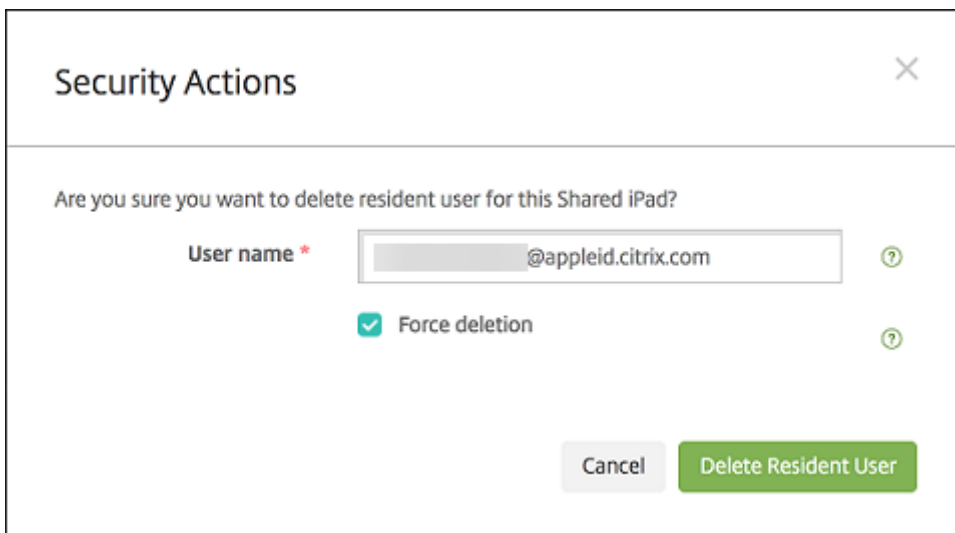 Security Actions
Are you sure you want to delete resident user for this Shared iPad?
User name * @appleid.citrix.com
Force deletion
Cancel Delete Resident User